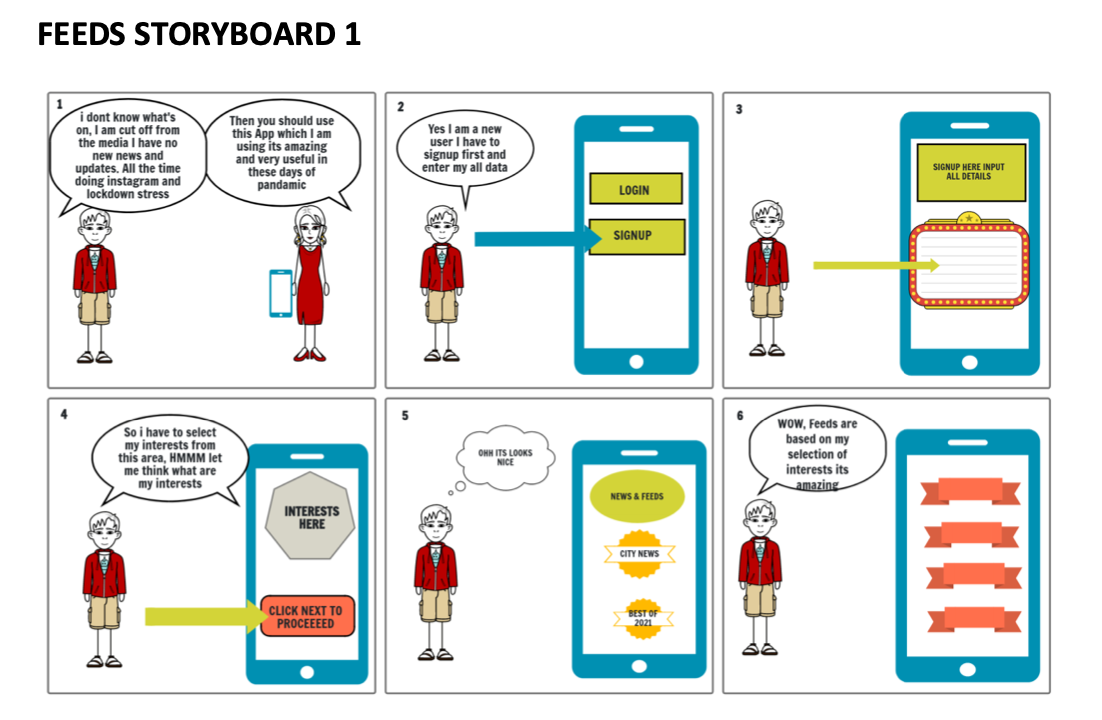 FEEDS STORYBOARD 1
1
i dont know what's
on, I am cut off from
the media I have no
new news and
updates. All the time
doing instagram and
lockdown stress
Then you should use
this App which I am
using its amazing
and very useful in
these days of
pandamic
2
Yes I am a new
user I have to
signup first and
enter my all data
LOGIN
SIGNUP
3
SIGNUP HERE INPUT
ALL DETAILS
4
So i have to select
my interests from
this area, HMMM let
me think what are
my interests
INTERESTS
HERE
CLICK NEXT TO
PROCEEEED
5
OHH ITS LOOKS
NICE
NEWS & FEEDS
CITY NEWS
BEST OF
2021
6
WOW, Feeds are
based on my
selection of
interests its
amazing